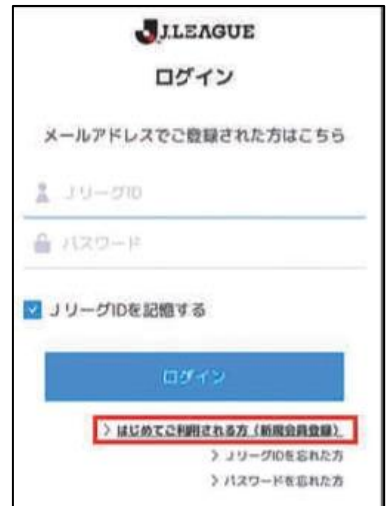 J.LEAGUE
ログイン
メールアドレスでご登録された方はこちら
JリーグID
パスワード
JリーグIDを記憶する
ログイン
> はじめてご利用される方（新規会員登録）
> JリーグIDを忘れた方
> パスワードを忘れた方